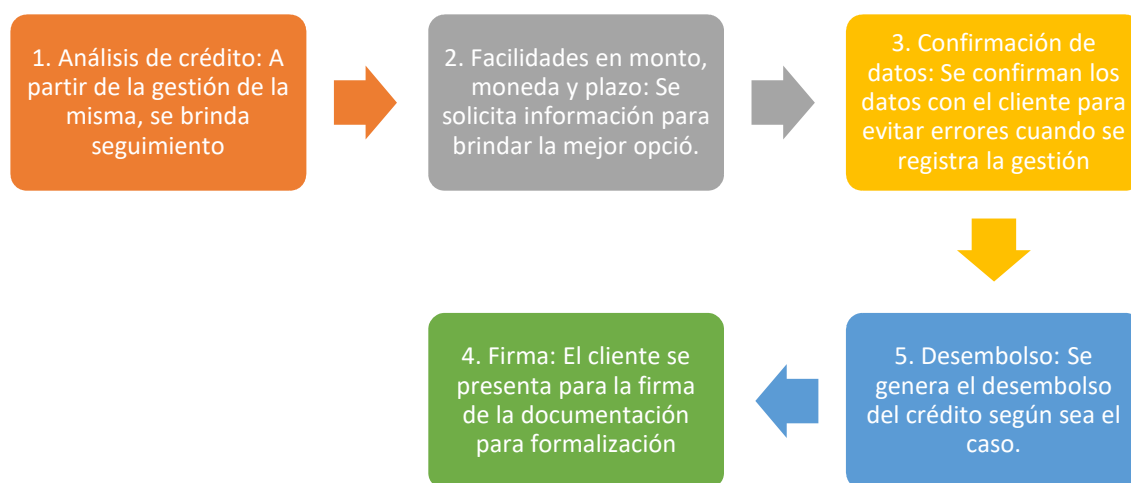 1. Análisis de crédito: A
partir de la gestión de la
misma, se brinda
seguimiento
2. Facilidades en monto,
moneda y plazo: Se
solicita información para
brindar la mejor opció.
3. Confirmación de
datos: Se confirman los
datos con el cliente para
evitar errores cuando se
registra la gestión
4. Firma: El cliente se
presenta para la firma
de la documentación
para formalización
5. Desembolso: Se
genera el desembolso
del crédito según sea el
caso.